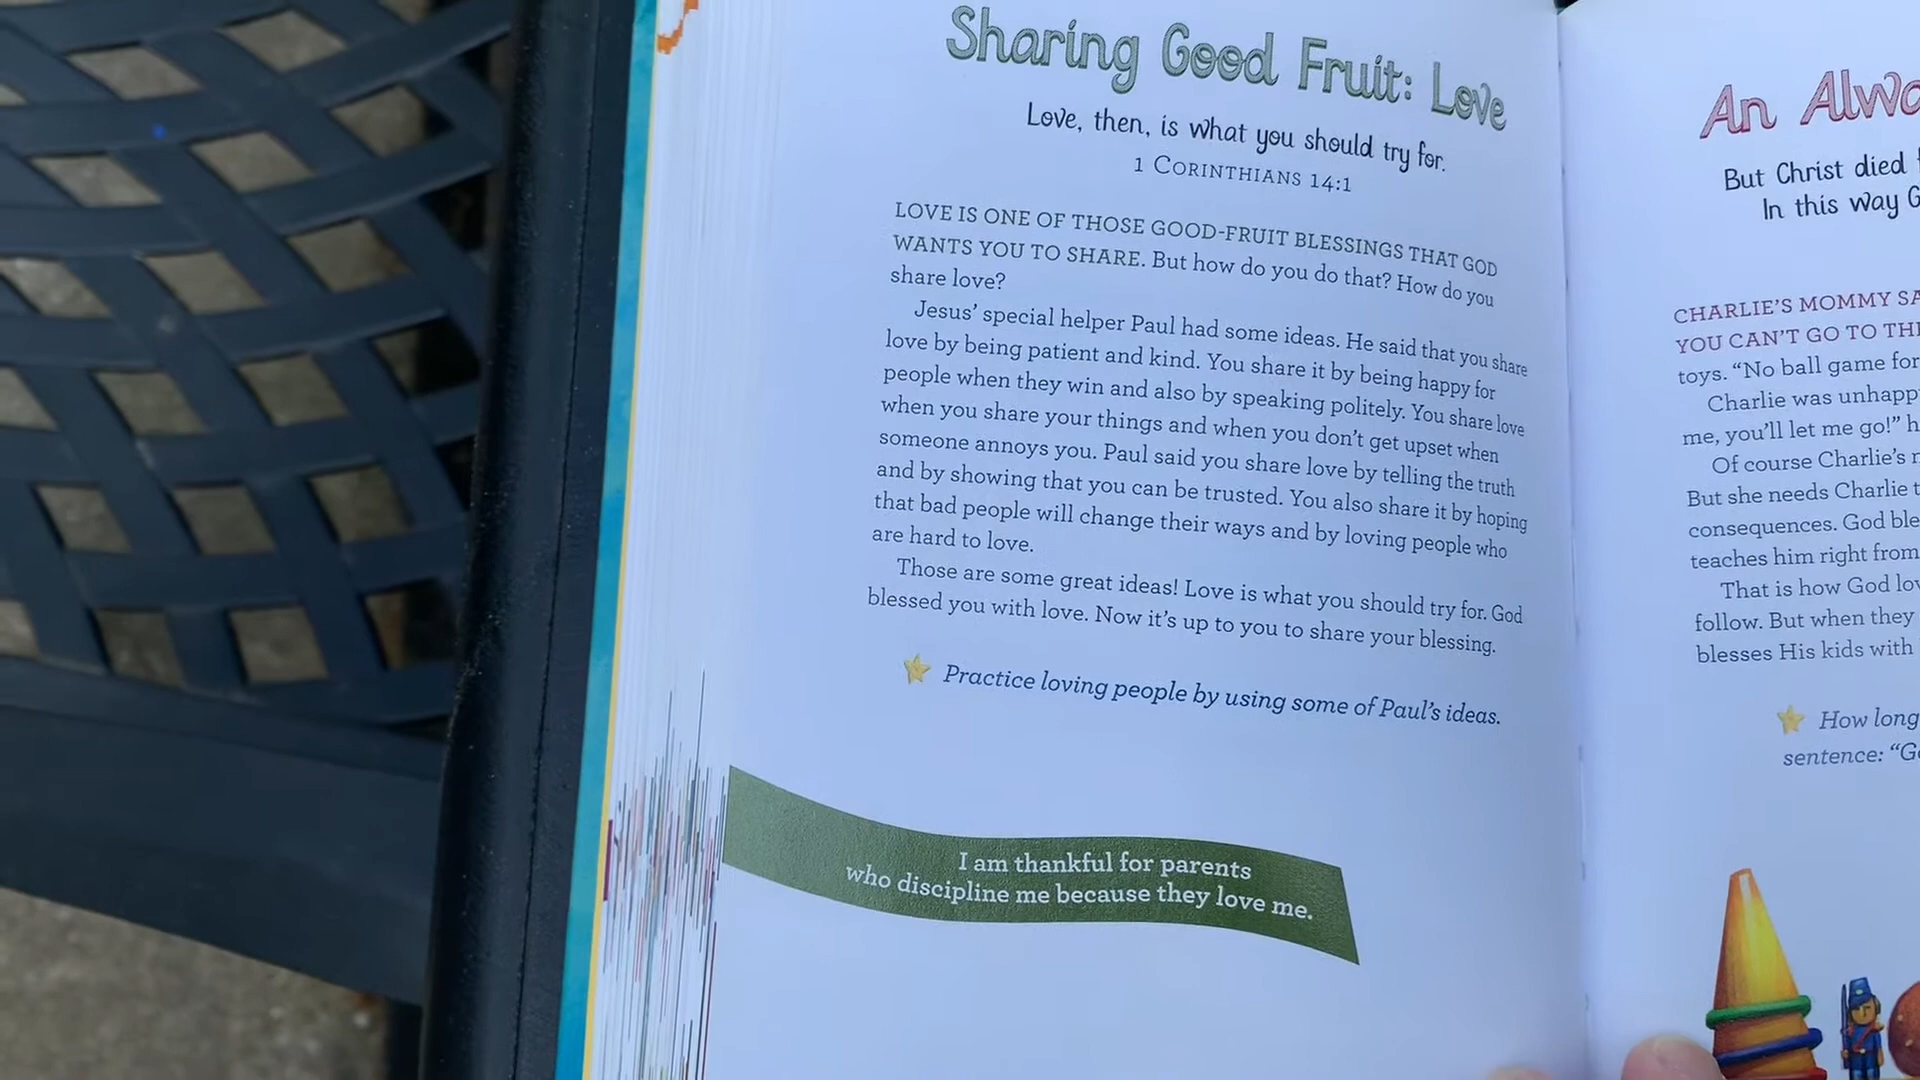 Sharing Good Fruit: Love
Love, then, is what you should try for.
1 CORINTHIANS 14:1
LOVE IS ONE OF THOSE GOOD-FRUIT BLESSINGS THAT GOD
WANTS YOU TO SHARE. But how do you do that? How do you
share love?
Jesus’ special helper Paul had some ideas. He said that you share
love by being patient and kind. You share it by being happy for
people when they win and also by speaking politely. You share love
when you share your things and when you don’t get upset when
someone annoys you. Paul said you share love by telling the truth
and by showing that you can be trusted. You also share it by hoping
that bad people will change their ways and by loving people who
are hard to love.
Those are some great ideas! Love is what you should try for. God
blessed you with love. Now it’s up to you to share your blessing.
Practice loving people by using some of Paul’s ideas.
I am thankful for parents
who discipline me because they love me.
An
But Christ died
In this way
CHARLIE’S MOMMY
YOU CAN’T GO TO
toys. “No ball game for
Charlie was
me, you’ll let me go!”
Of course Charlie’s
But she needs Charlie
consequences. God
teaches him right from
That is how God
follow. But when they
blesses His kids with
How long
sentence: